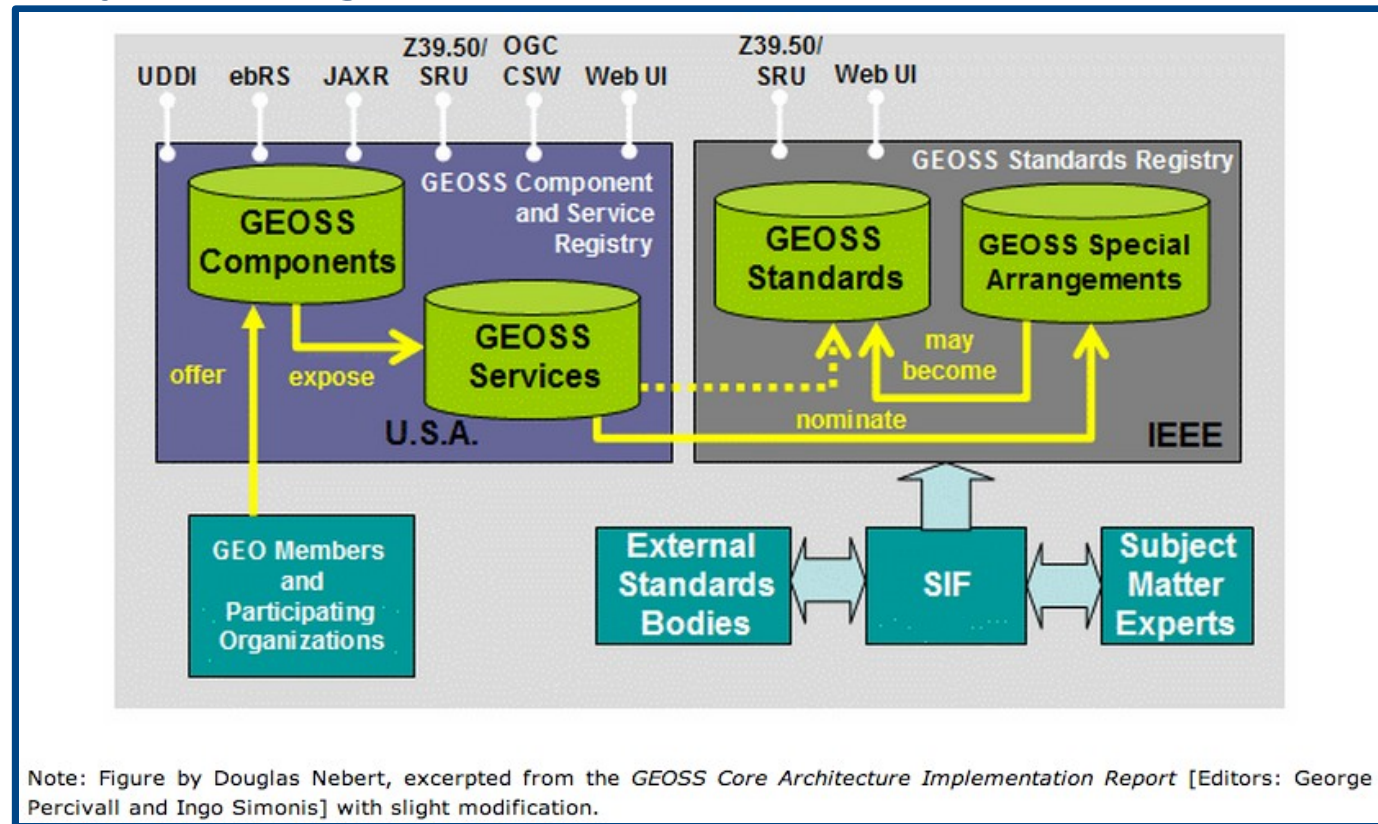 UDDI
ebRS
JAXR
Z39.50/
SRU
OGC
CSW
Web UI
Z39.50/
SRU
Web UI
GEOSS Component
and Service
Registry
GEOSS
Components
GEOSS
Services
offer
expose
U.S.A.
GEOSS Standards Registry
GEOSS
Standards
GEOSS Special
Arrangements
may
become
nominate
IEEE
GEO Members
and
Participating
Organizations
External
Standards
Bodies
SIF
Subject
Matter
Experts
Note: Figure by Douglas Nebert, excerpted from the GEOSS Core Architecture Implementation Report [Editors: George
Percivall and Ingo Simonis] with slight modification.